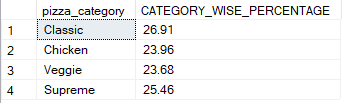 pizza_category CATEGORY_WISE_PERCENTAGE
1 Classic 26.91
2 Chicken 23.96
3 Veggie 23.68
4 Supreme 25.46